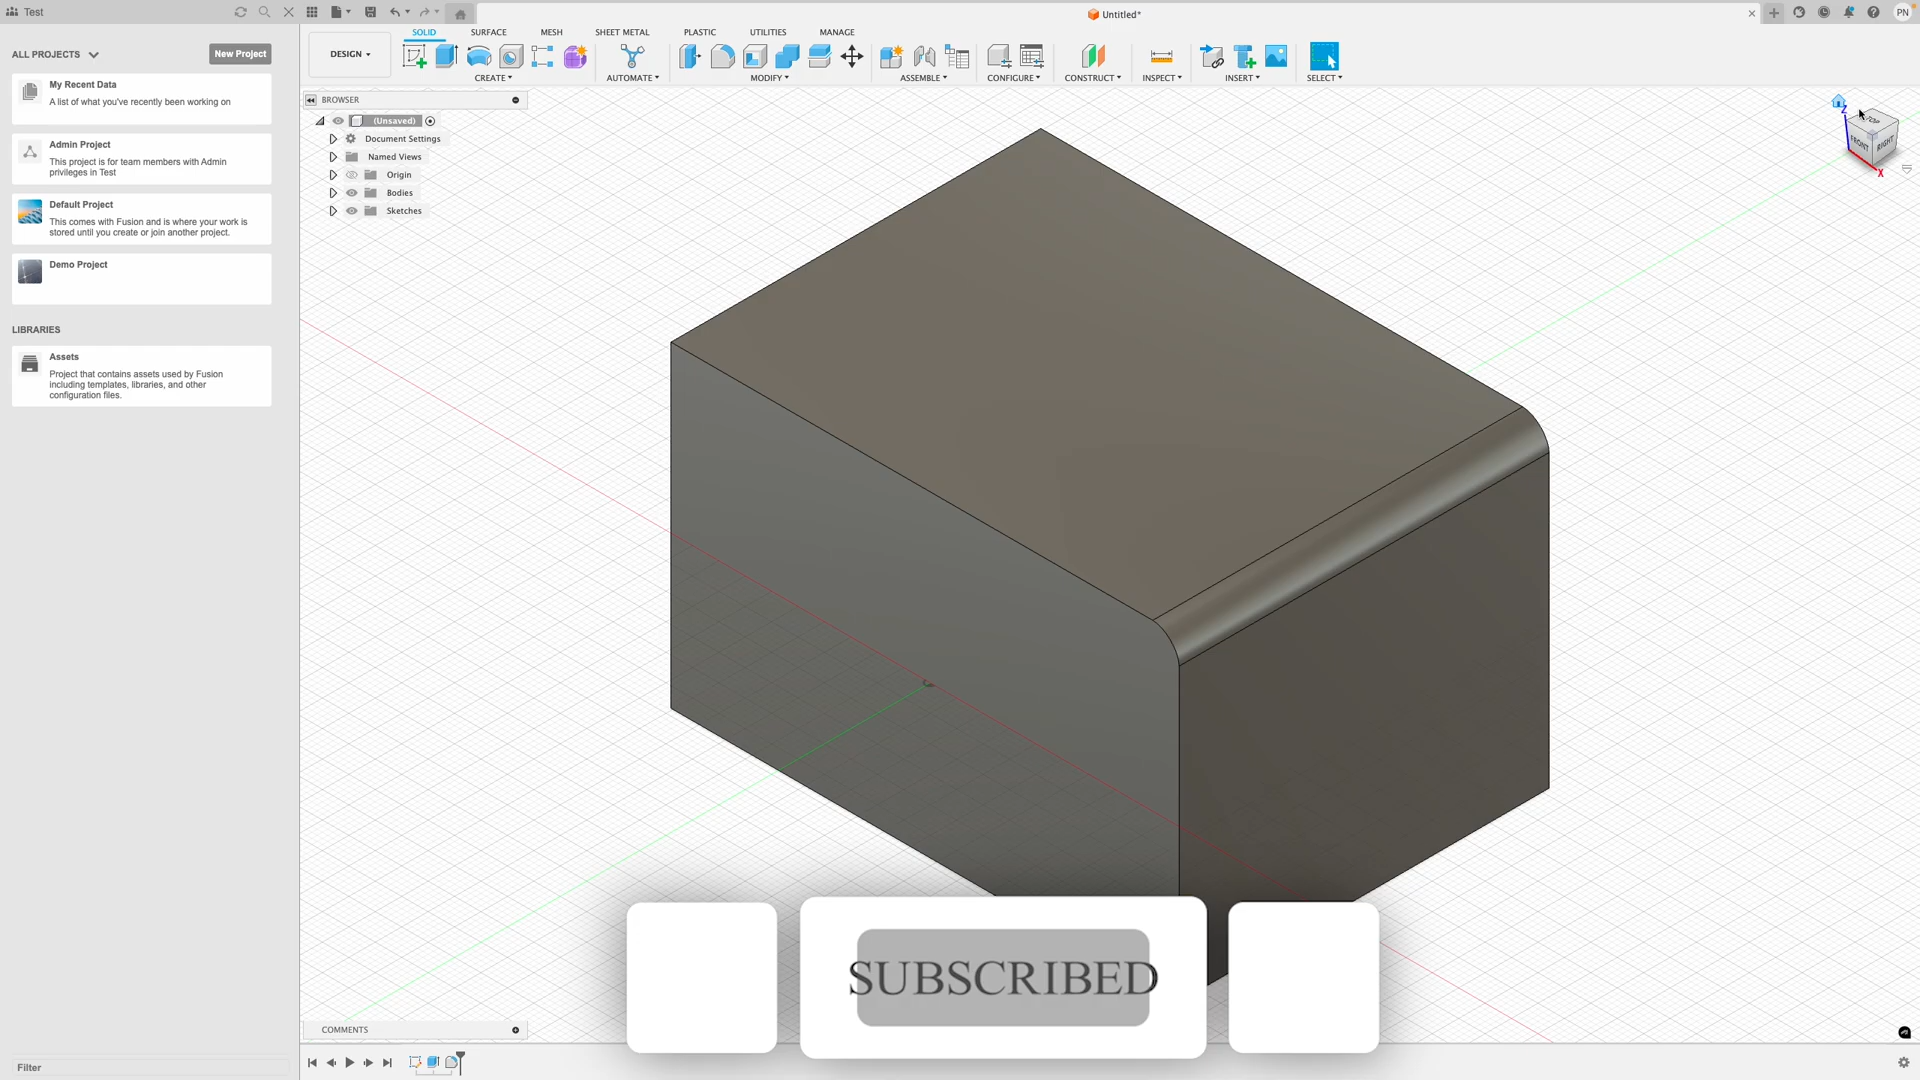 Test
Untitled*
PN
ALL PROJECTS
New Project
My Recent Data
A list of what you've recently been working on
Admin Project
This project is for team members with Admin
privileges in Test
Default Project
This comes with Fusion and is where your work is
stored until you create or join another project.
Demo Project
LIBRARIES
Assets
Project that contains assets used by Fusion
including templates, libraries, and other
configuration files.
Filter
DESIGN
SOLID
SURFACE
MESH
SHEET METAL
PLASTIC
UTILITIES
MANAGE
CREATE
AUTOMATE
MODIFY
ASSEMBLE
CONFIGURE
CONSTRUCT
INSPECT
INSERT
SELECT
BROWSER
(Unsaved)
Document Settings
Named Views
Origin
Bodies
Sketches
Z
TOP
FRONT
RIGHT
X
SUBSCRIBED
COMMENTS